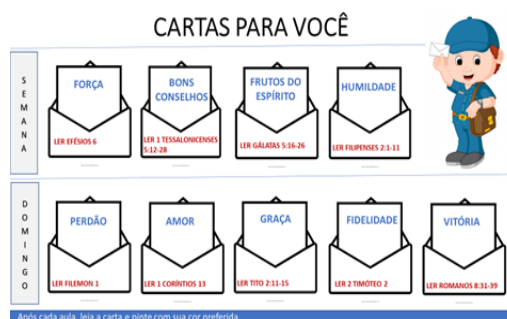 CARTAS PARA VOCÊ
SEMANA
FORÇA
LER EFÉSIOS 6
BONS
CONSELHOS
LER 1 TESSALONICENSES
5:12-28
FRUTOS DO
ESPÍRITO
LER GÁLATAS 5:16-26
HUMILDADE
LER FILIPENSES 2:1-11
DOMINGO
PERDÃO
LER FILEMON 1
AMOR
LER 1 CORÍNTIOS 13
GRAÇA
LER TITO 2:11-15
FIDELIDADE
LER 2 TIMÓTEO 2
VITÓRIA
LER ROMANOS 8:31-39
Após cada aula, leia a carta e pinte com sua cor preferida